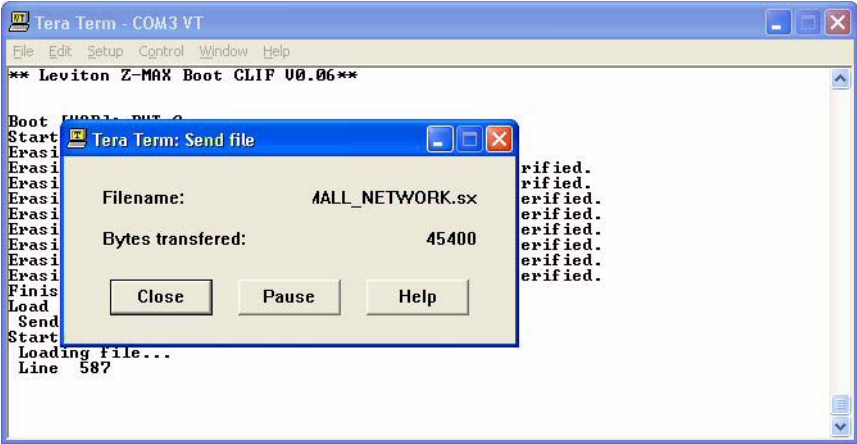 Tera Term - COM3 VT
File Edit Setup Control Window Help
** Leviton Z-MAX Boot CLIF V0.06**
Boot
Start
Erasi
Erasi rified.
Erasi rified.
Erasi erified.
Erasi erified.
Erasi erified.
Erasi erified.
Erasi erified.
Erasi erified.
Finis
Load
Send
Start
Loading file...
Line 587
Tera Term: Send file
Filename: MALL_NETWORK.sx
Bytes transfered: 45400
Close Pause Help